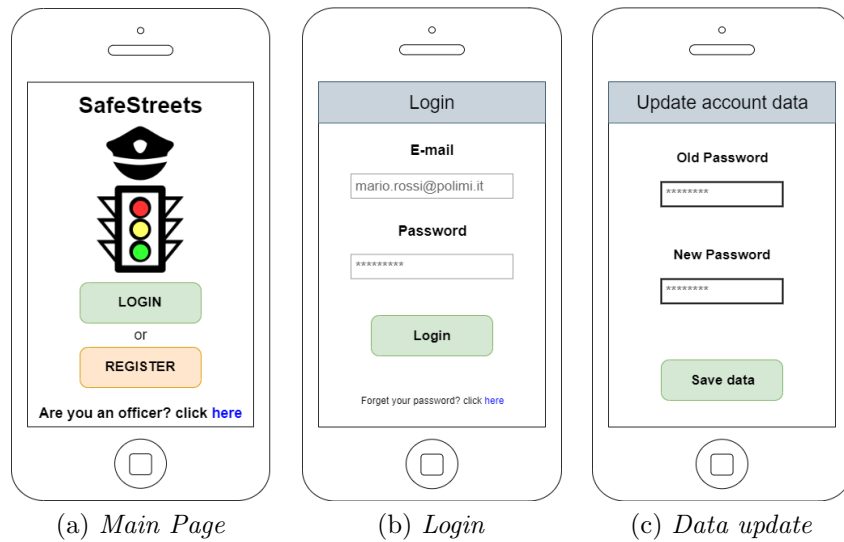 SafeStreets
LOGIN
or
REGISTER
Are you an officer? click here
(a) Main Page
Login
E-mail
mario.rossi@polimi.it
Password
*********
Login
Forget your password? click here
(b) Login
Update account data
Old Password
********
New Password
********
Save data
(c) Data update